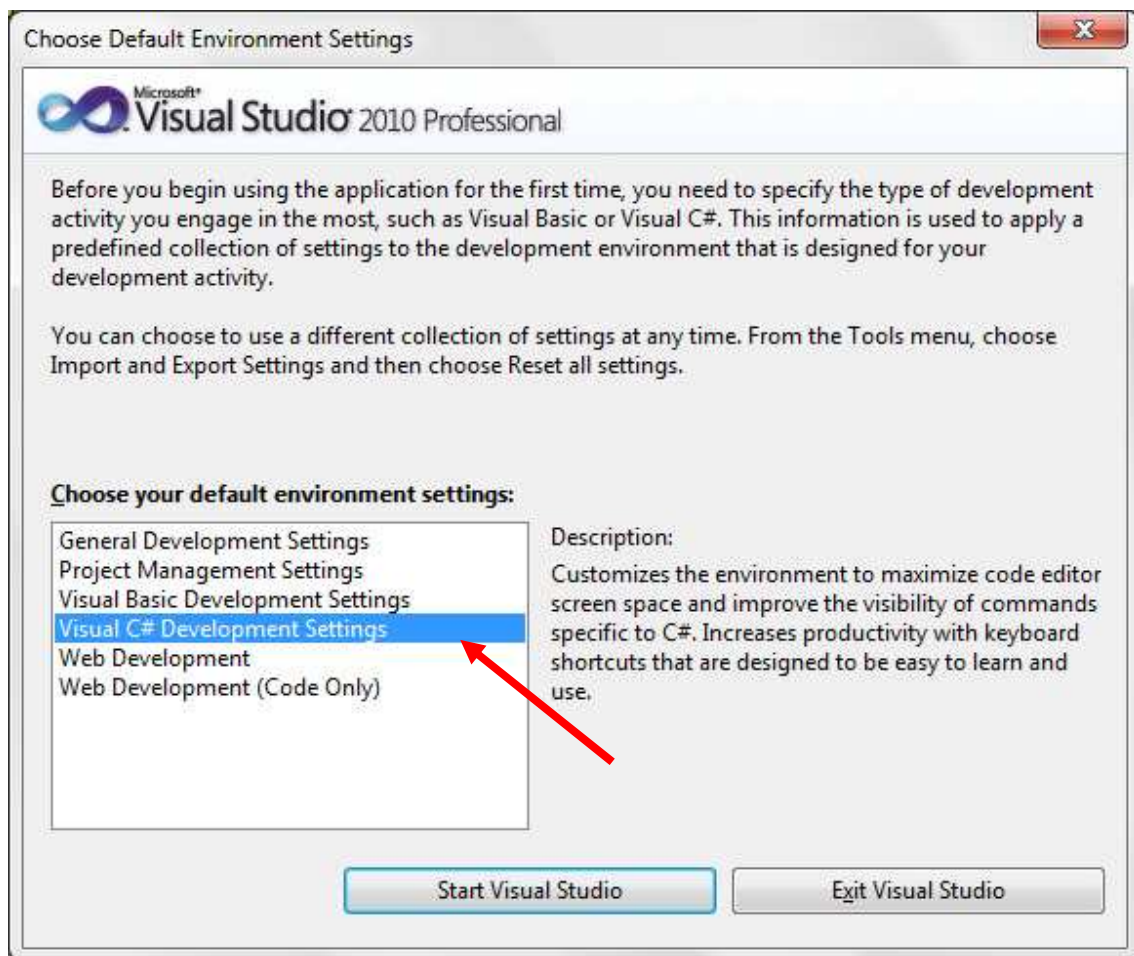 Choose Default Environment Settings
Microsoft®
Visual Studio® 2010 Professional
Before you begin using the application for the first time, you need to specify the type of development
activity you engage in the most, such as Visual Basic or Visual C#. This information is used to apply a
predefined collection of settings to the development environment that is designed for your
development activity.
You can choose to use a different collection of settings at any time. From the Tools menu, choose
Import and Export Settings and then choose Reset all settings.
Choose your default environment settings:
General Development Settings
Project Management Settings
Visual Basic Development Settings
Visual C# Development Settings
Web Development
Web Development (Code Only)
Description:
Customizes the environment to maximize code editor
screen space and improve the visibility of commands
specific to C#. Increases productivity with keyboard
shortcuts that are designed to be easy to learn and
use.
Start Visual Studio
Exit Visual Studio